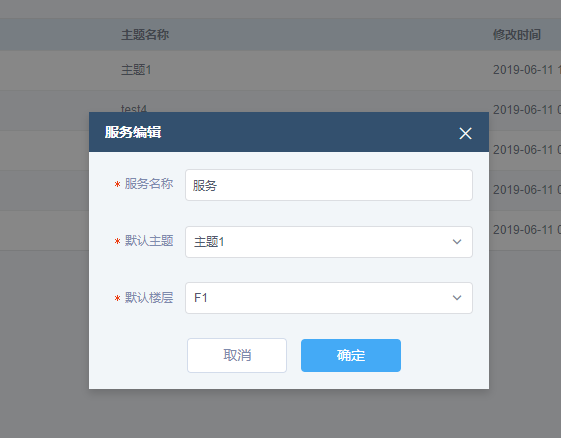 主题名称 修改时间
主题1 2019-06-11 1
test4 2019-06-11 0
服务编辑
2019-06-11 0
* 服务名称 服务
2019-06-11 0
* 默认主题 主题1
2019-06-11 0
* 默认楼层 F1
取消 确定